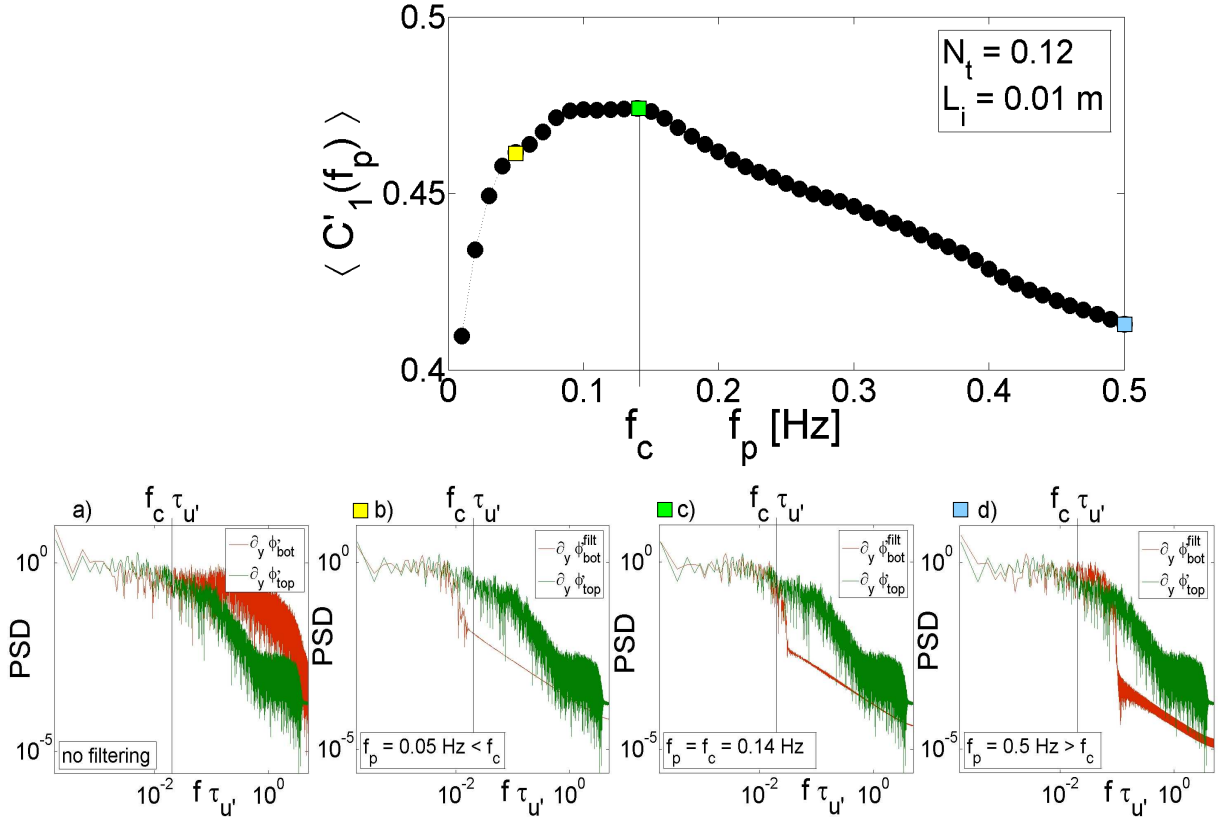 0.5
N_t = 0.12
L_i = 0.01 m
⟨ C'_1(f_p) ⟩
0.45
0.4
0 0.1 0.2 0.3 0.4 0.5
f_c f_p [Hz]
a) f_c τ_u'
b) f_c τ_u'
c) f_c τ_u'
d) f_c τ_u'
∂_y ϕ'_bot
∂_y ϕ'_top
∂_y ϕ'^filt_bot
∂_y ϕ'_top
∂_y ϕ'^filt_bot
∂_y ϕ'_top
∂_y ϕ'^filt_bot
∂_y ϕ'_top
10^0 10^0 10^0 10^0
PSD PSD PSD PSD
10^-5 10^-5 10^-5 10^-5
no filtering
f_p = 0.05 Hz < f_c
f_p = f_c = 0.14 Hz
f_p = 0.5 Hz > f_c
10^-2 f τ_u' 10^0
10^-2 f τ_u' 10^0
10^-2 f τ_u' 10^0
10^-2 f τ_u' 10^0